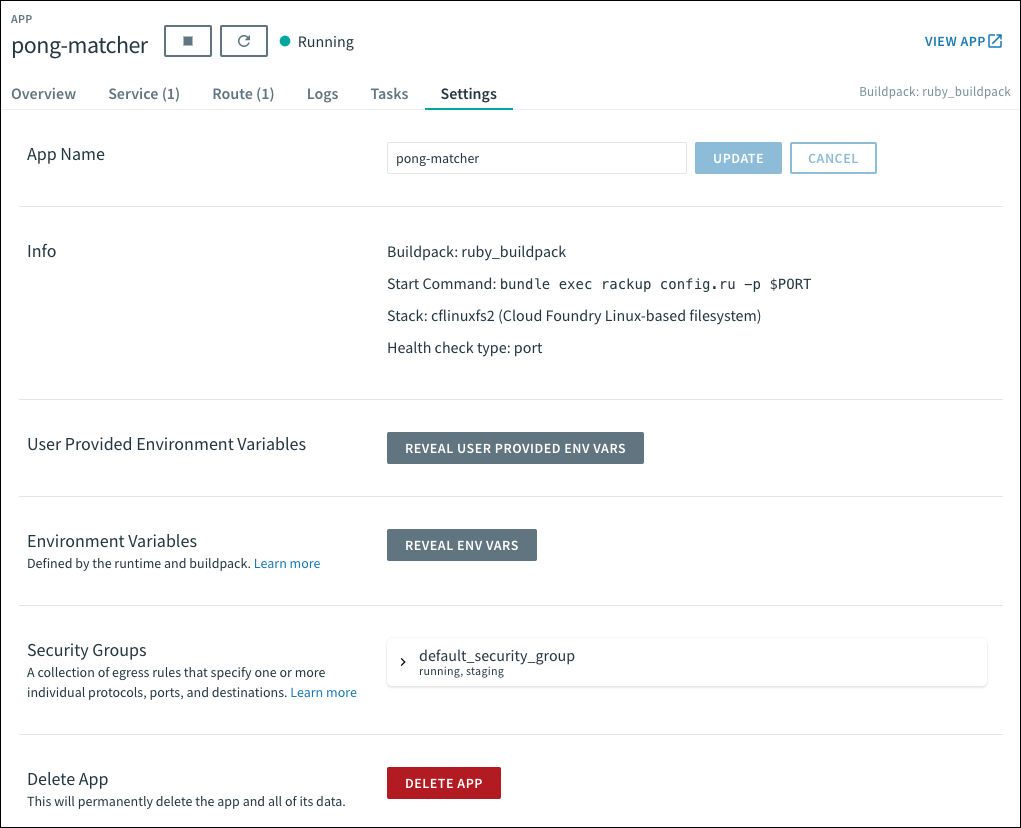 APP
pong-matcher
Running
VIEW APP
Overview
Service (1)
Route (1)
Logs
Tasks
Settings
Buildpack: ruby_buildpack
App Name
pong-matcher
UPDATE
CANCEL
Info
Buildpack: ruby_buildpack
Start Command: bundle exec rackup config.ru -p $PORT
Stack: cflinuxfs2 (Cloud Foundry Linux-based filesystem)
Health check type: port
User Provided Environment Variables
REVEAL USER PROVIDED ENV VARS
Environment Variables
Defined by the runtime and buildpack. Learn more
REVEAL ENV VARS
Security Groups
A collection of egress rules that specify one or more
individual protocols, ports, and destinations. Learn more
default_security_group
running, staging
Delete App
This will permanently delete the app and all of its data.
DELETE APP